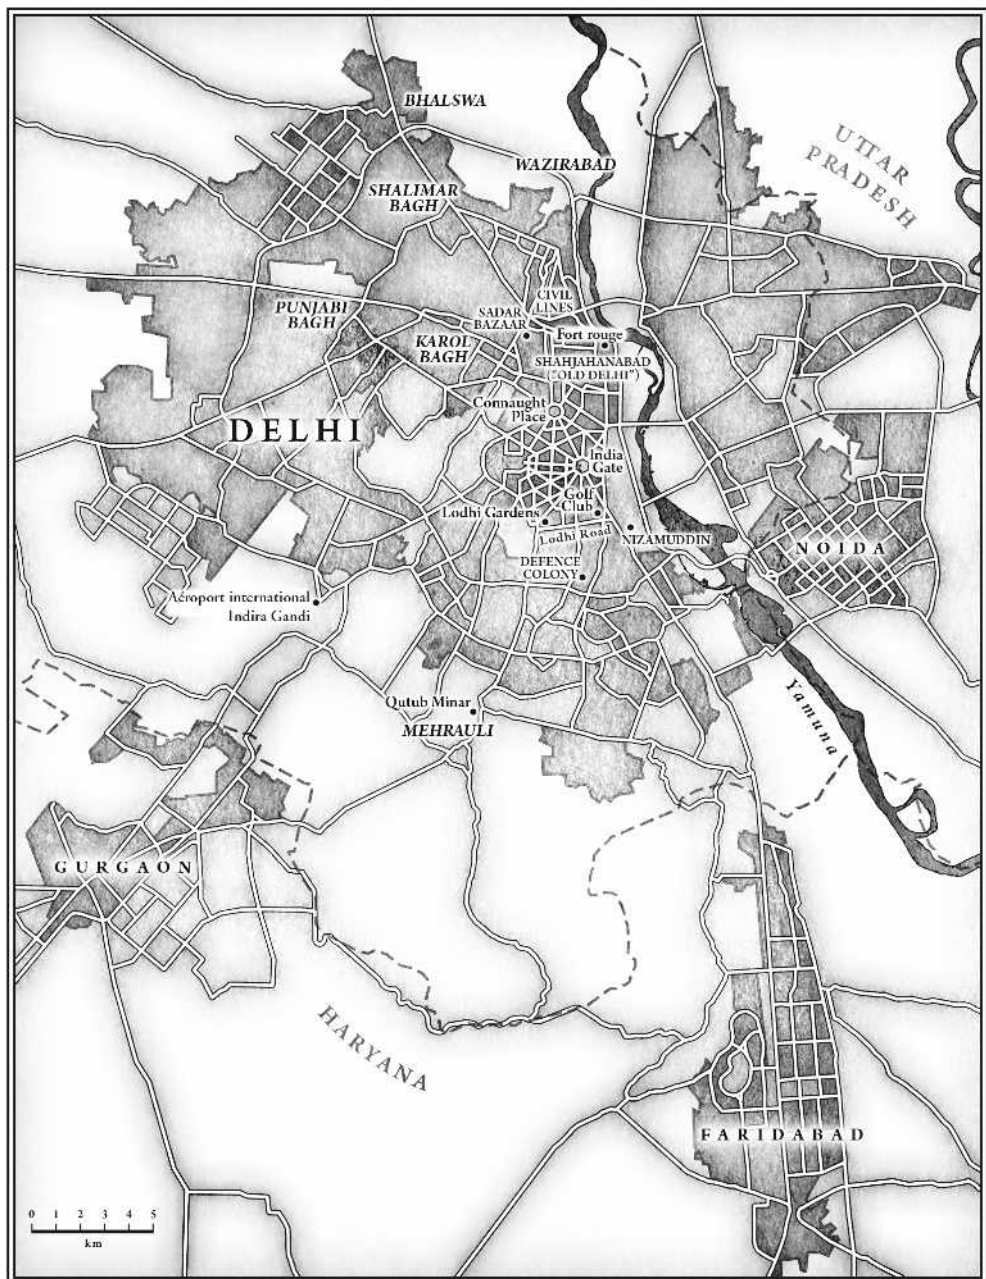 BHALSWA
UTTAR
PRADESH
WAZIRABAD
SHALIMAR
BAGH
CIVIL
LINES
PUNJABI
BAGH
SADAR
BAZAAR
KAROL
BAGH
Fort rouge
SHAHJAHANABAD
("OLD DELHI")
Connaught
Place
DELHI
India
Gate
Golf
Club
Lodhi Gardens
Lodhi Road
NIZAMUDDIN
NOIDA
DEFENCE
COLONY
Aéroport international
Indira Gandi
Yamuna
Qutub Minar
MEHRAULI
GURGAON
HARYANA
FARIDABAD
0 1 2 3 4 5
km